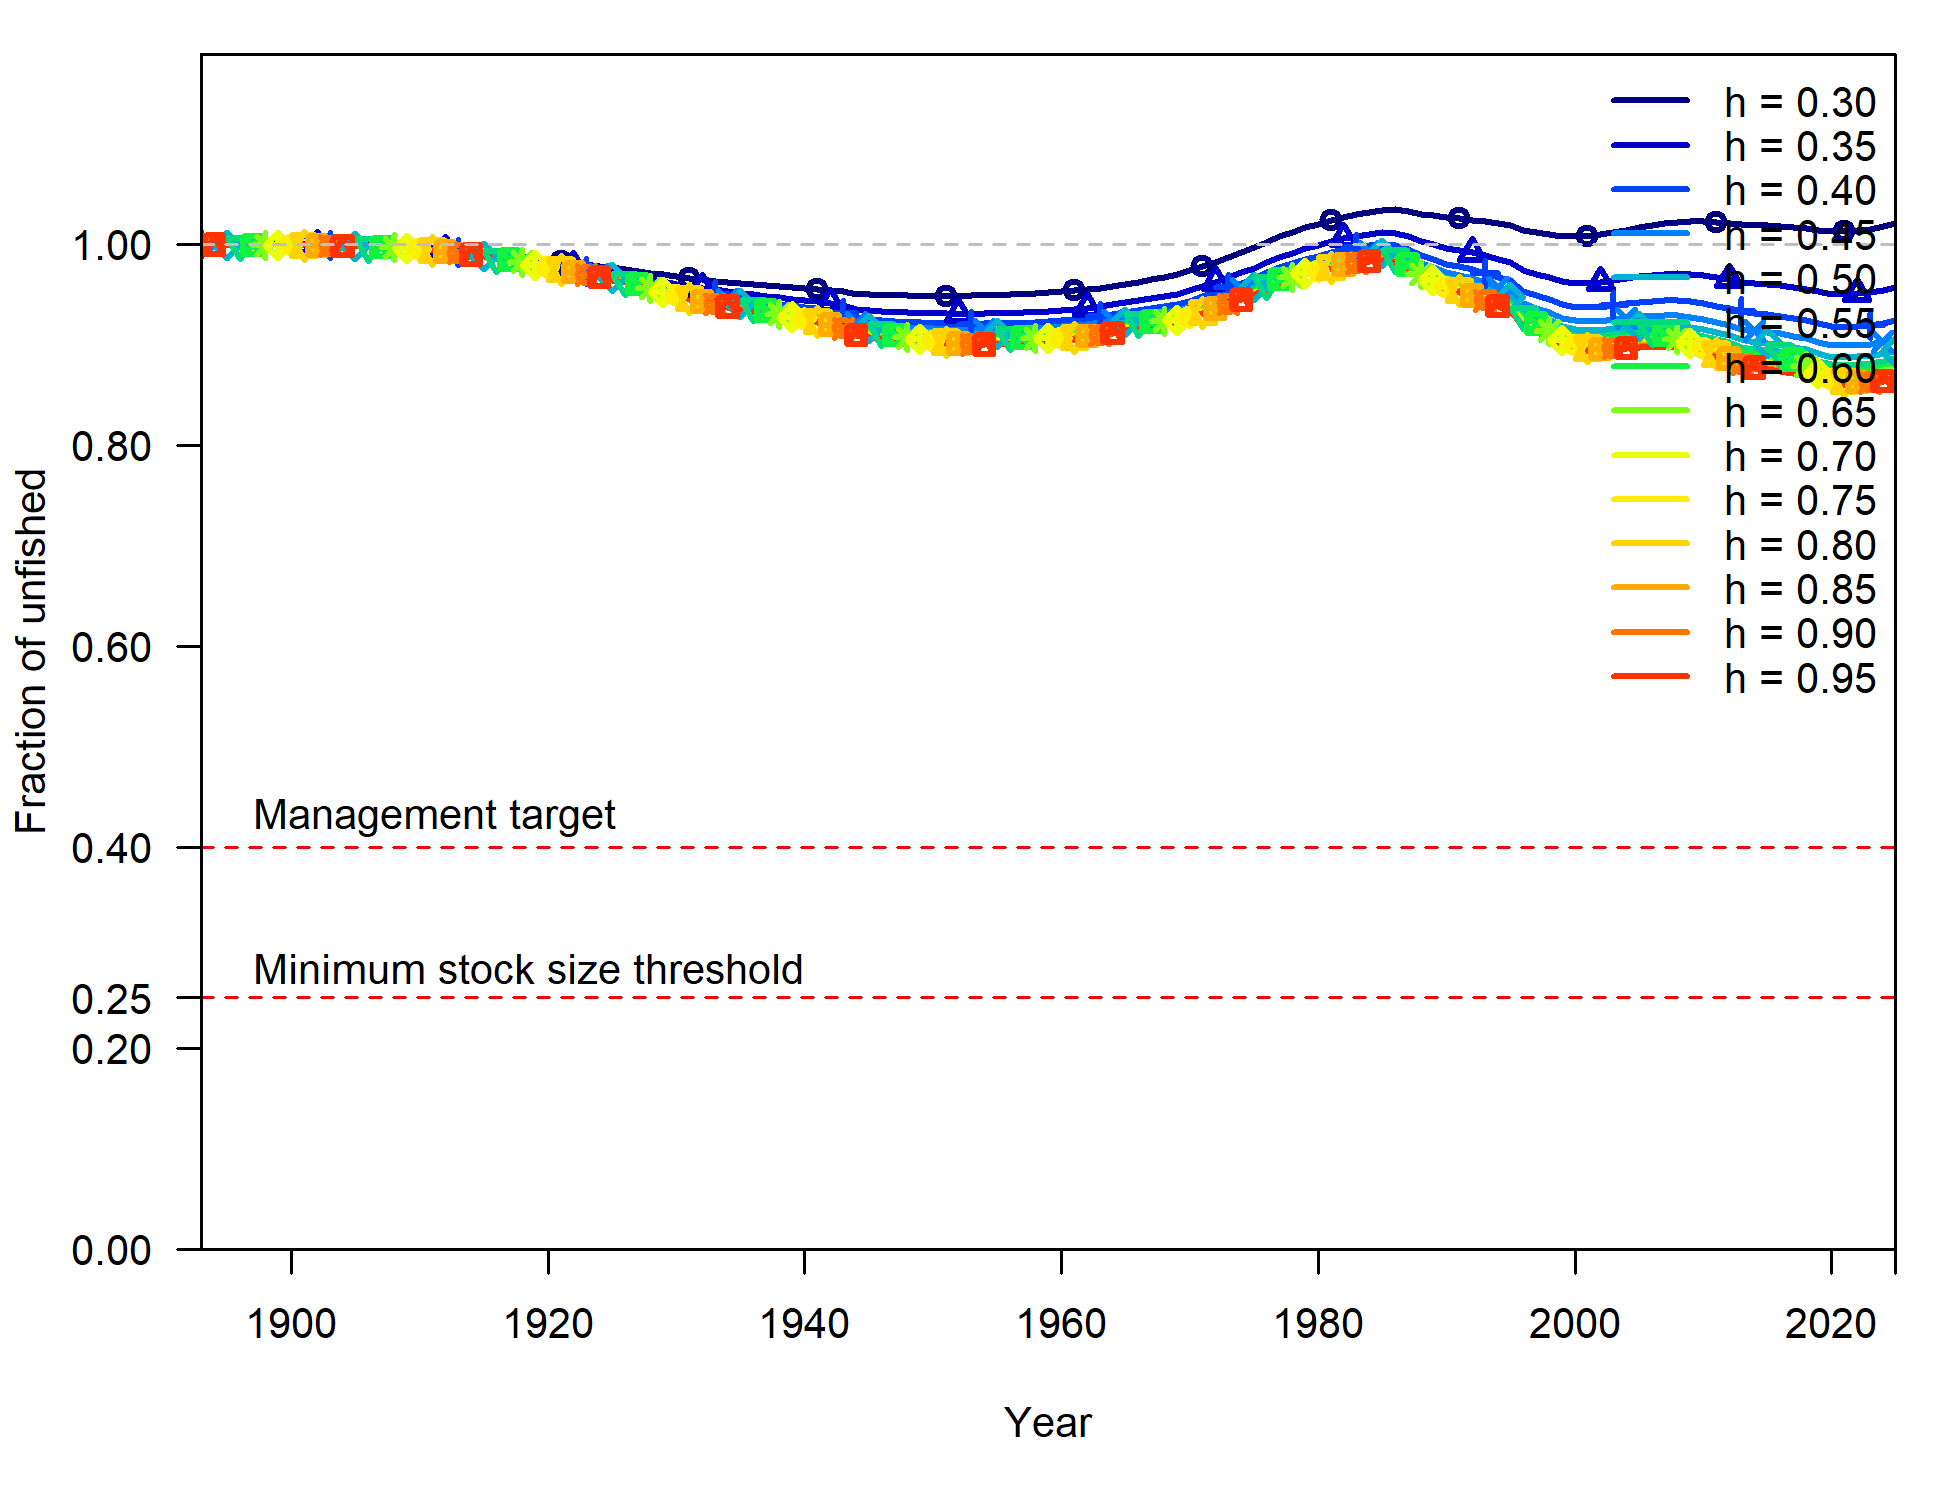 h = 0.30
h = 0.35
h = 0.40
h = 0.45
h = 0.50
h = 0.55
h = 0.60
h = 0.65
h = 0.70
h = 0.75
h = 0.80
h = 0.85
h = 0.90
h = 0.95
1.00
0.80
0.60
0.40
0.25
0.20
0.00
Fraction of unfished
Management target
Minimum stock size threshold
1900
1920
1940
1960
1980
2000
2020
Year